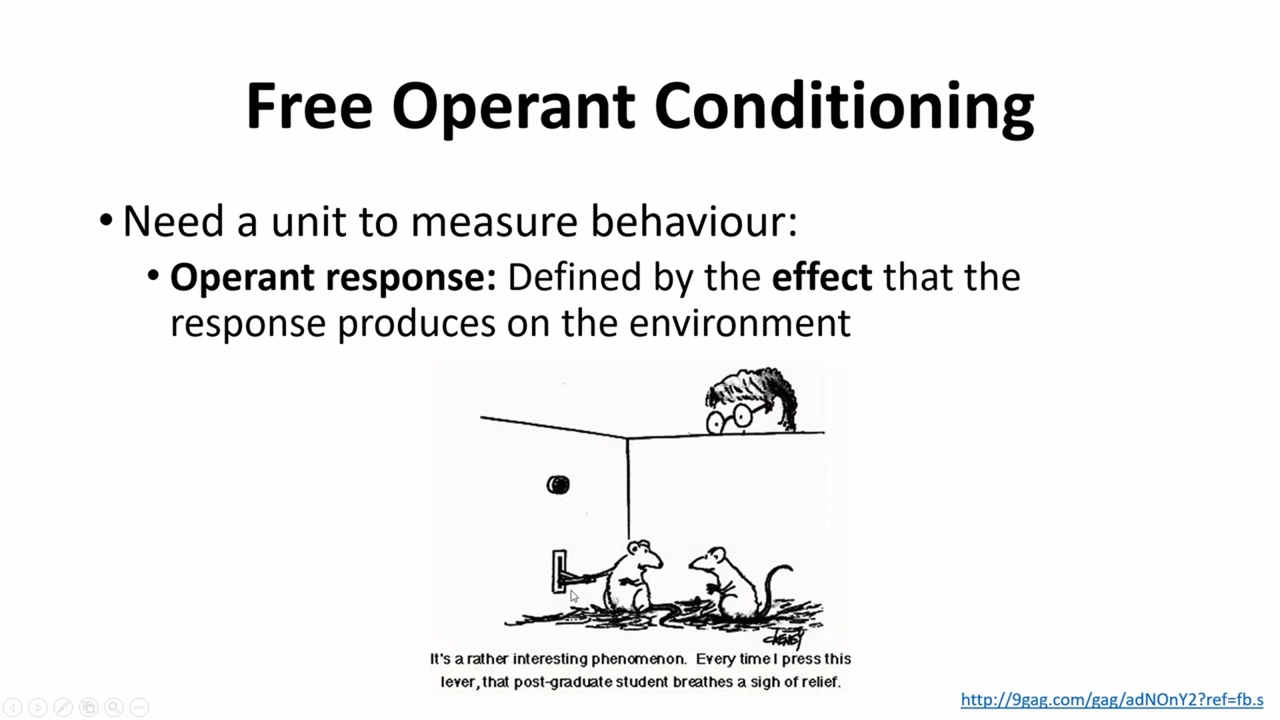 Free Operant Conditioning
• Need a unit to measure behaviour:
• Operant response: Defined by the effect that the
response produces on the environment
CHENEY
It's a rather interesting phenomenon. Every time I press this
lever, that post-graduate student breathes a sigh of relief.
http://9gag.com/gag/adNOnY2?ref=fb.s